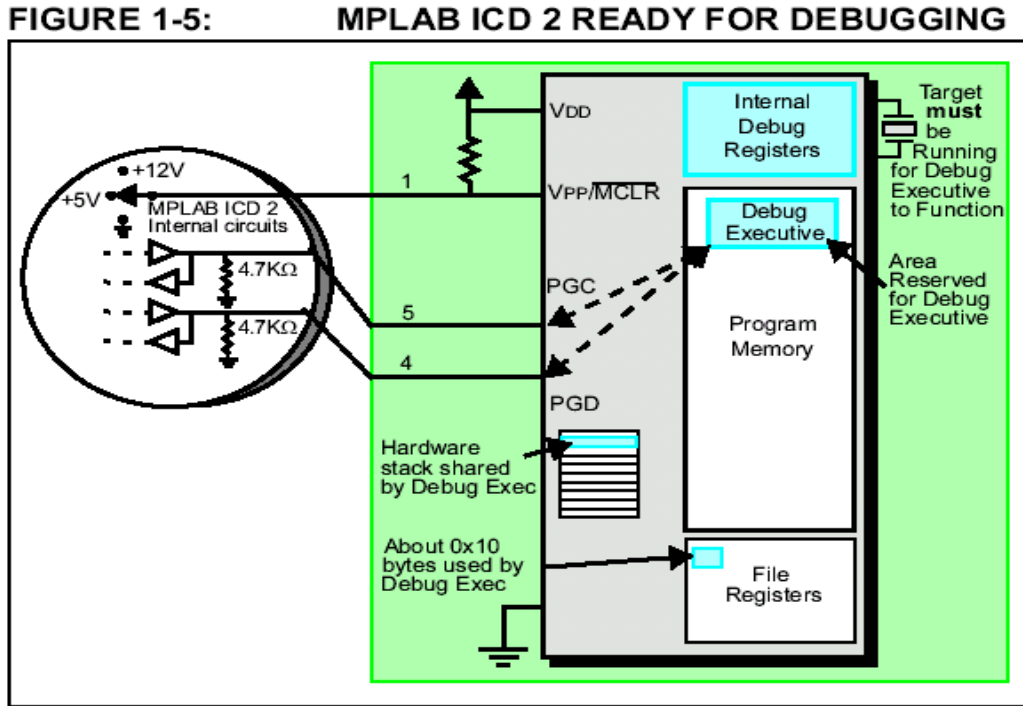 FIGURE 1-5: MPLAB ICD 2 READY FOR DEBUGGING
+12V
+5V
MPLAB ICD 2
Internal circuits
4.7KΩ
4.7KΩ
1
5
4
VDD
VPP/MCLR
PGC
PGD
Hardware
stack shared
by Debug Exec
About 0x10
bytes used by
Debug Exec
Internal
Debug
Registers
Debug
Executive
Program
Memory
File
Registers
Target
must
be
Running
for Debug
Executive
to Function
Area
Reserved
for Debug
Executive